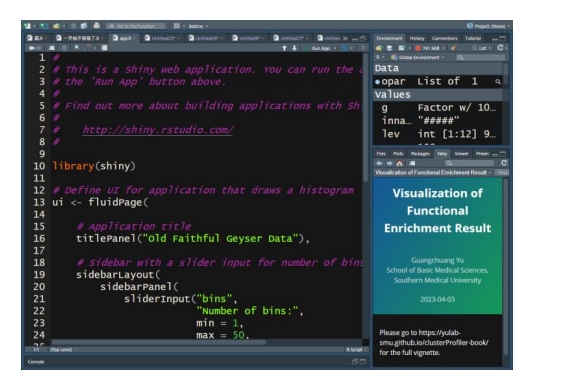 Go to file/function
Addins
Project: (None)
app.R
Untitled2*
Run App
1 #
2 # This is a Shiny web application. You can run the a
3 # the 'Run App' button above.
4 #
5 # Find out more about building applications with Sh
6 #
7 #    http://shiny.rstudio.com/
8 #
9
10 library(shiny)
11
12 # Define UI for application that draws a histogram
13 ui <- fluidPage(
14
15     # Application title
16     titlePanel("Old Faithful Geyser Data"),
17
18     # Sidebar with a slider input for number of bins
19     sidebarLayout(
20         sidebarPanel(
21             sliderInput("bins",
22                         "Number of bins:",
23                         min = 1,
24                         max = 50,
25
1:1 (Top Level) R Script
Console
Environment History Connections Tutorial
741 MiB List
R Global Environment
Data
opar List of 1
Values
g Factor w/ 10…
inna… "#####"
lev int [1:12] 9…
Files Plots Packages Help Viewer Presen
Visualization of Functional Enrichment Result
Visualization of
Functional
Enrichment Result
Guangchuang Yu
School of Basic Medical Sciences,
Southern Medical University
2023-04-03
Please go to https://yulab-
smu.github.io/clusterProfiler-book/
for the full vignette.